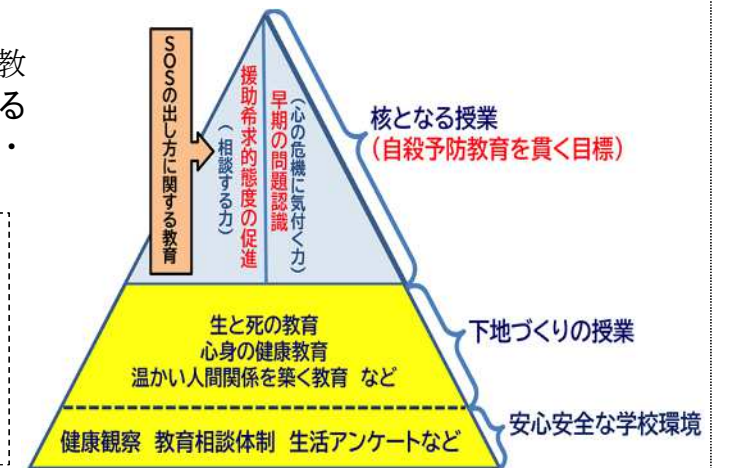 教
る
・
SOSの出し方に関する教育
援助希求的態度の促進
(相談する力)
早期の問題認識
(心の危機に気付く力)
核となる授業
(自殺予防教育を貫く目標)
生と死の教育
心身の健康教育
温かい人間関係を築く教育 など
下地づくりの授業
健康観察 教育相談体制 生活アンケートなど
安心安全な学校環境